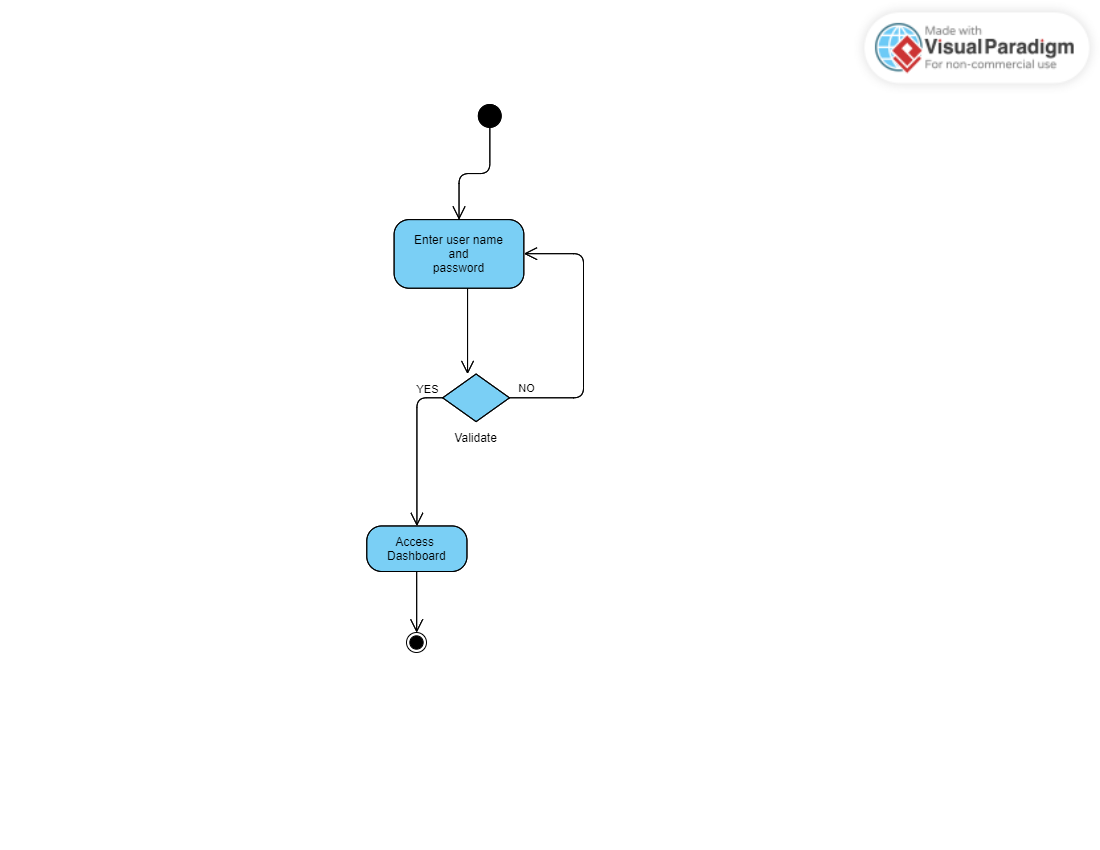 Made with
Visual Paradigm
For non-commercial use
Enter user name
and
password
YES
NO
Validate
Access
Dashboard